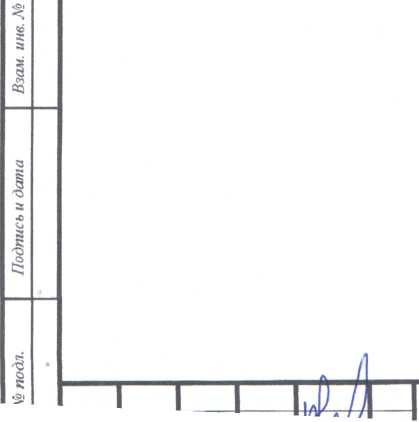 Взам. инв. №
Подпись и дата
№ подл.